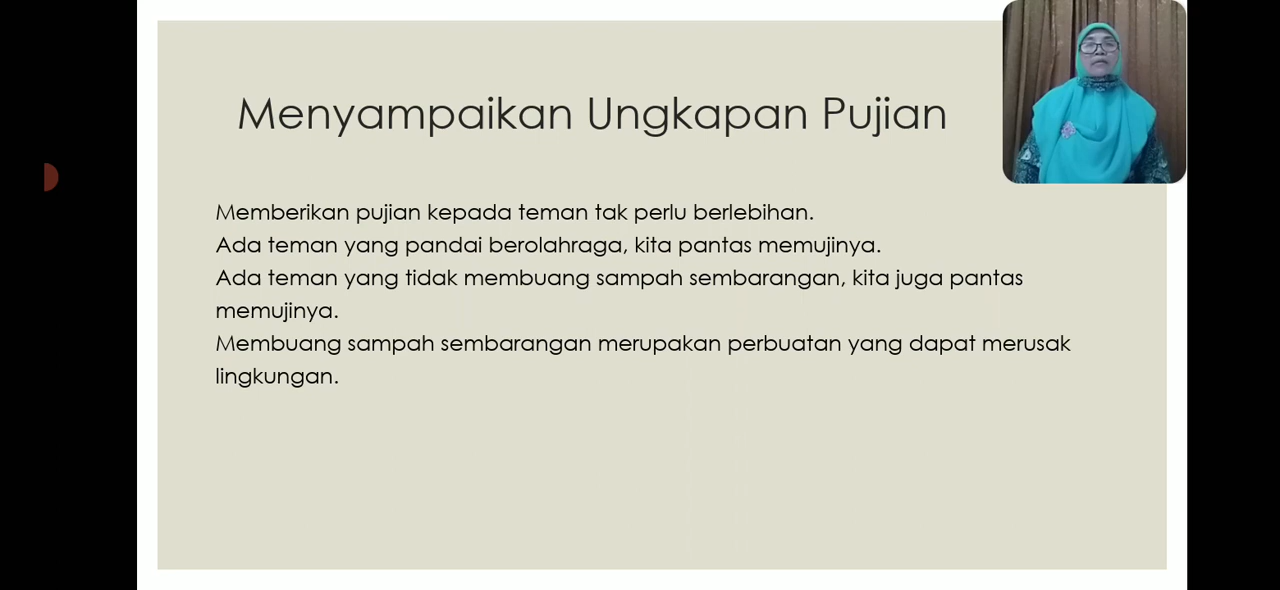 Menyampaikan Ungkapan Pujian
Memberikan pujian kepada teman tak perlu berlebihan.
Ada teman yang pandai berolahraga, kita pantas memujinya.
Ada teman yang tidak membuang sampah sembarangan, kita juga pantas
memujinya.
Membuang sampah sembarangan merupakan perbuatan yang dapat merusak
lingkungan.